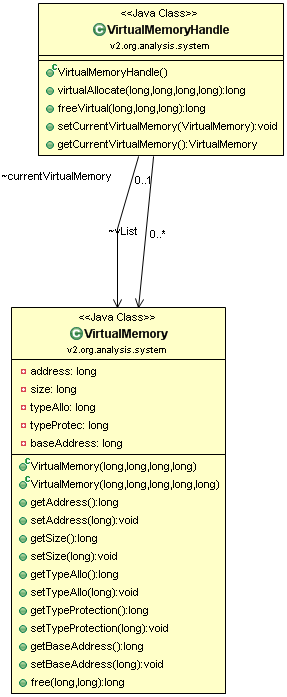 <<Java Class>>
VirtualMemoryHandle
v2.org.analysis.system
VirtualMemoryHandle()
virtualAllocate(long,long,long,long):long
freeVirtual(long,long,long):long
setCurrentVirtualMemory(VirtualMemory):void
getCurrentVirtualMemory():VirtualMemory
~currentVirtualMemory
0..1
~vList
0..*
<<Java Class>>
VirtualMemory
v2.org.analysis.system
address: long
size: long
typeAllo: long
typeProtec: long
baseAddress: long
VirtualMemory(long,long,long,long)
VirtualMemory(long,long,long,long,long)
getAddress():long
setAddress(long):void
getSize():long
setSize(long):void
getTypeAllo():long
setTypeAllo(long):void
getTypeProtection():long
setTypeProtection(long):void
getBaseAddress():long
setBaseAddress(long):void
free(long,long):long